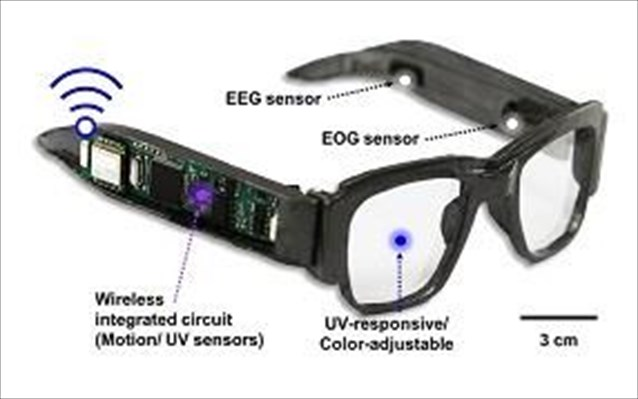 EEG sensor
EOG sensor
Wireless
integrated circuit
(Motion/ UV sensors)
UV-responsive/
Color-adjustable
3 cm